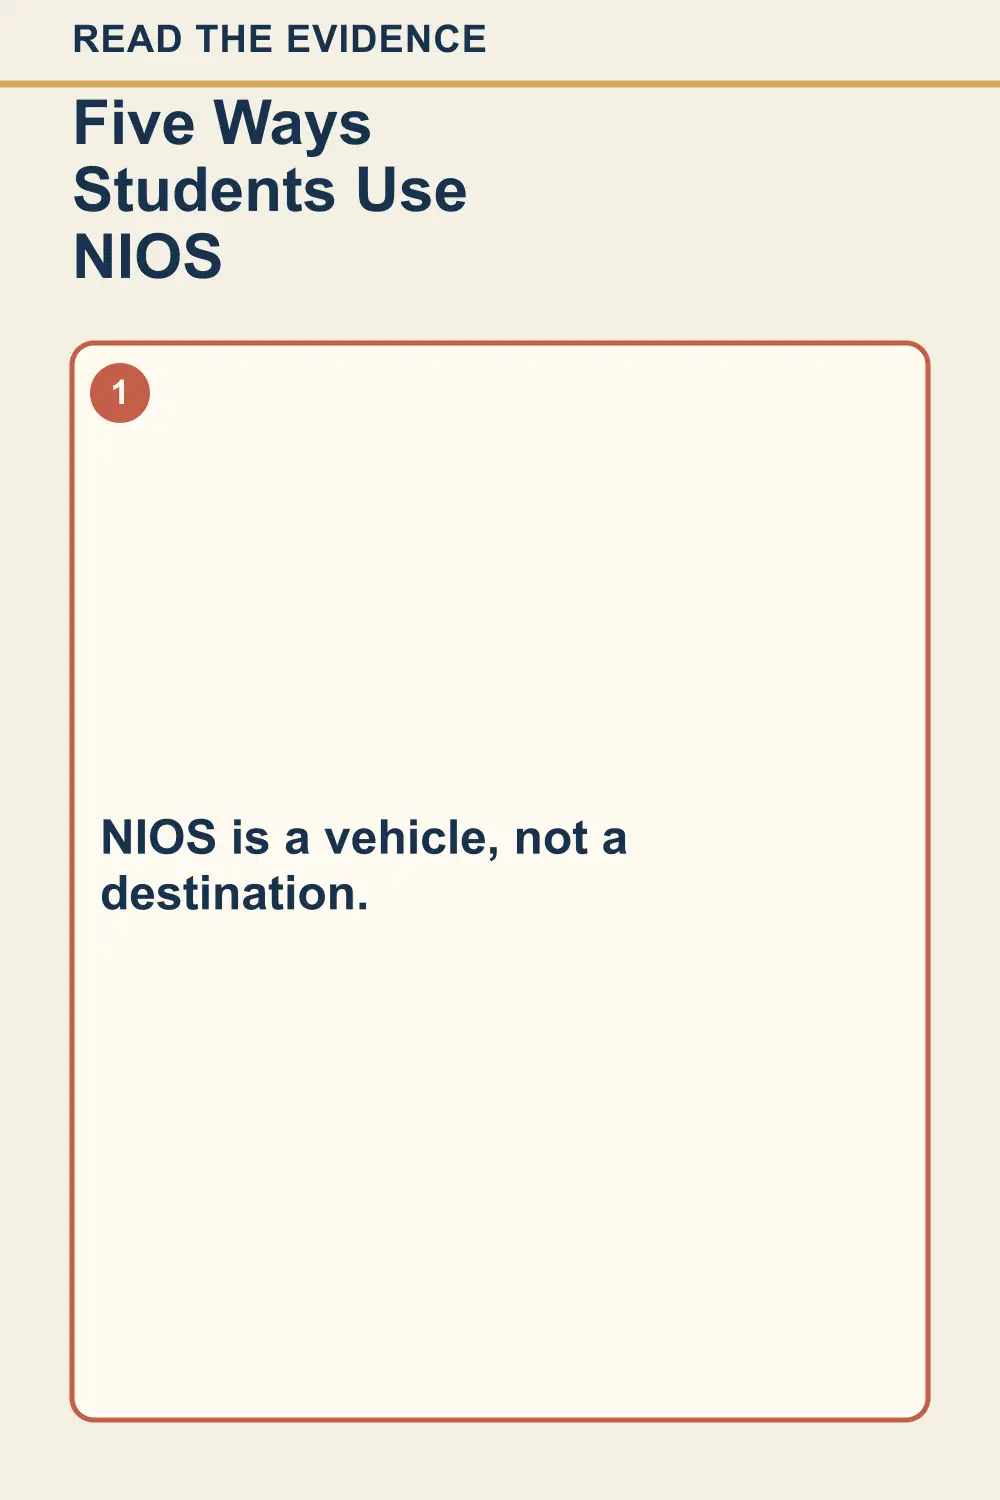 READ THE EVIDENCE
Five Ways
Students Use
NIOS
1
NIOS is a vehicle, not a
destination.